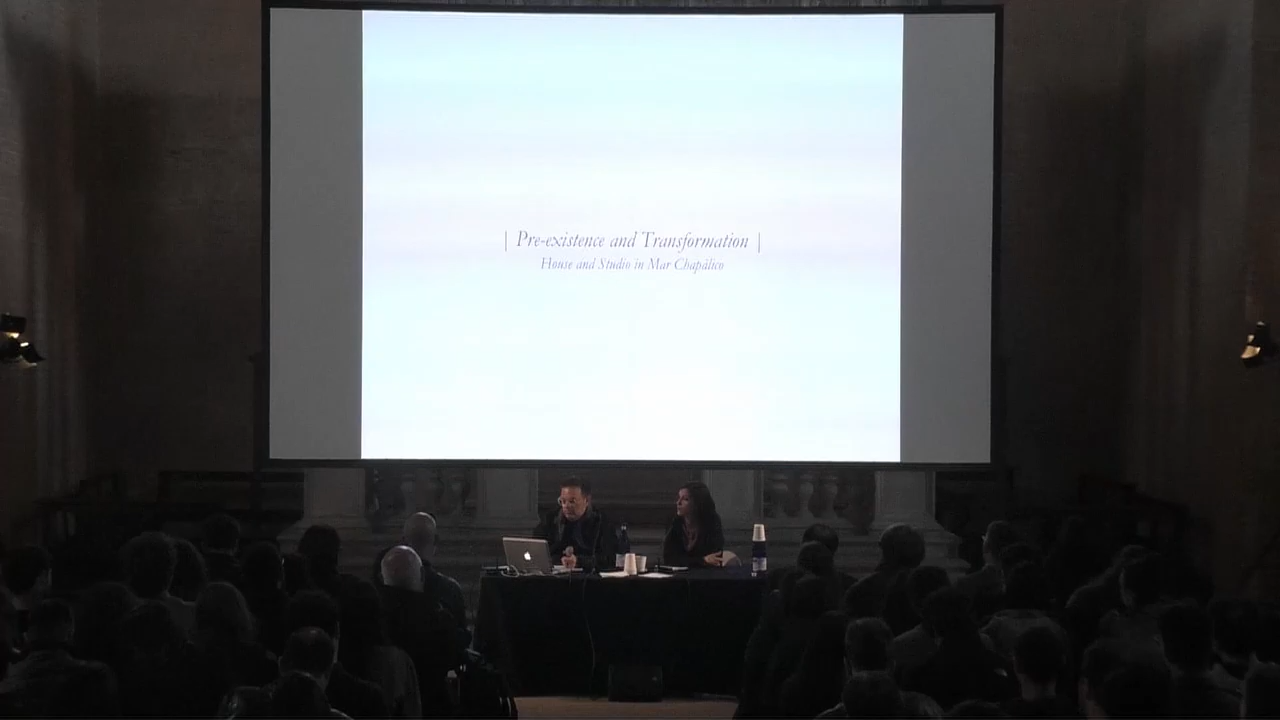 | Pre-existence and Transformation |
House and Studio in Mar Chapálico